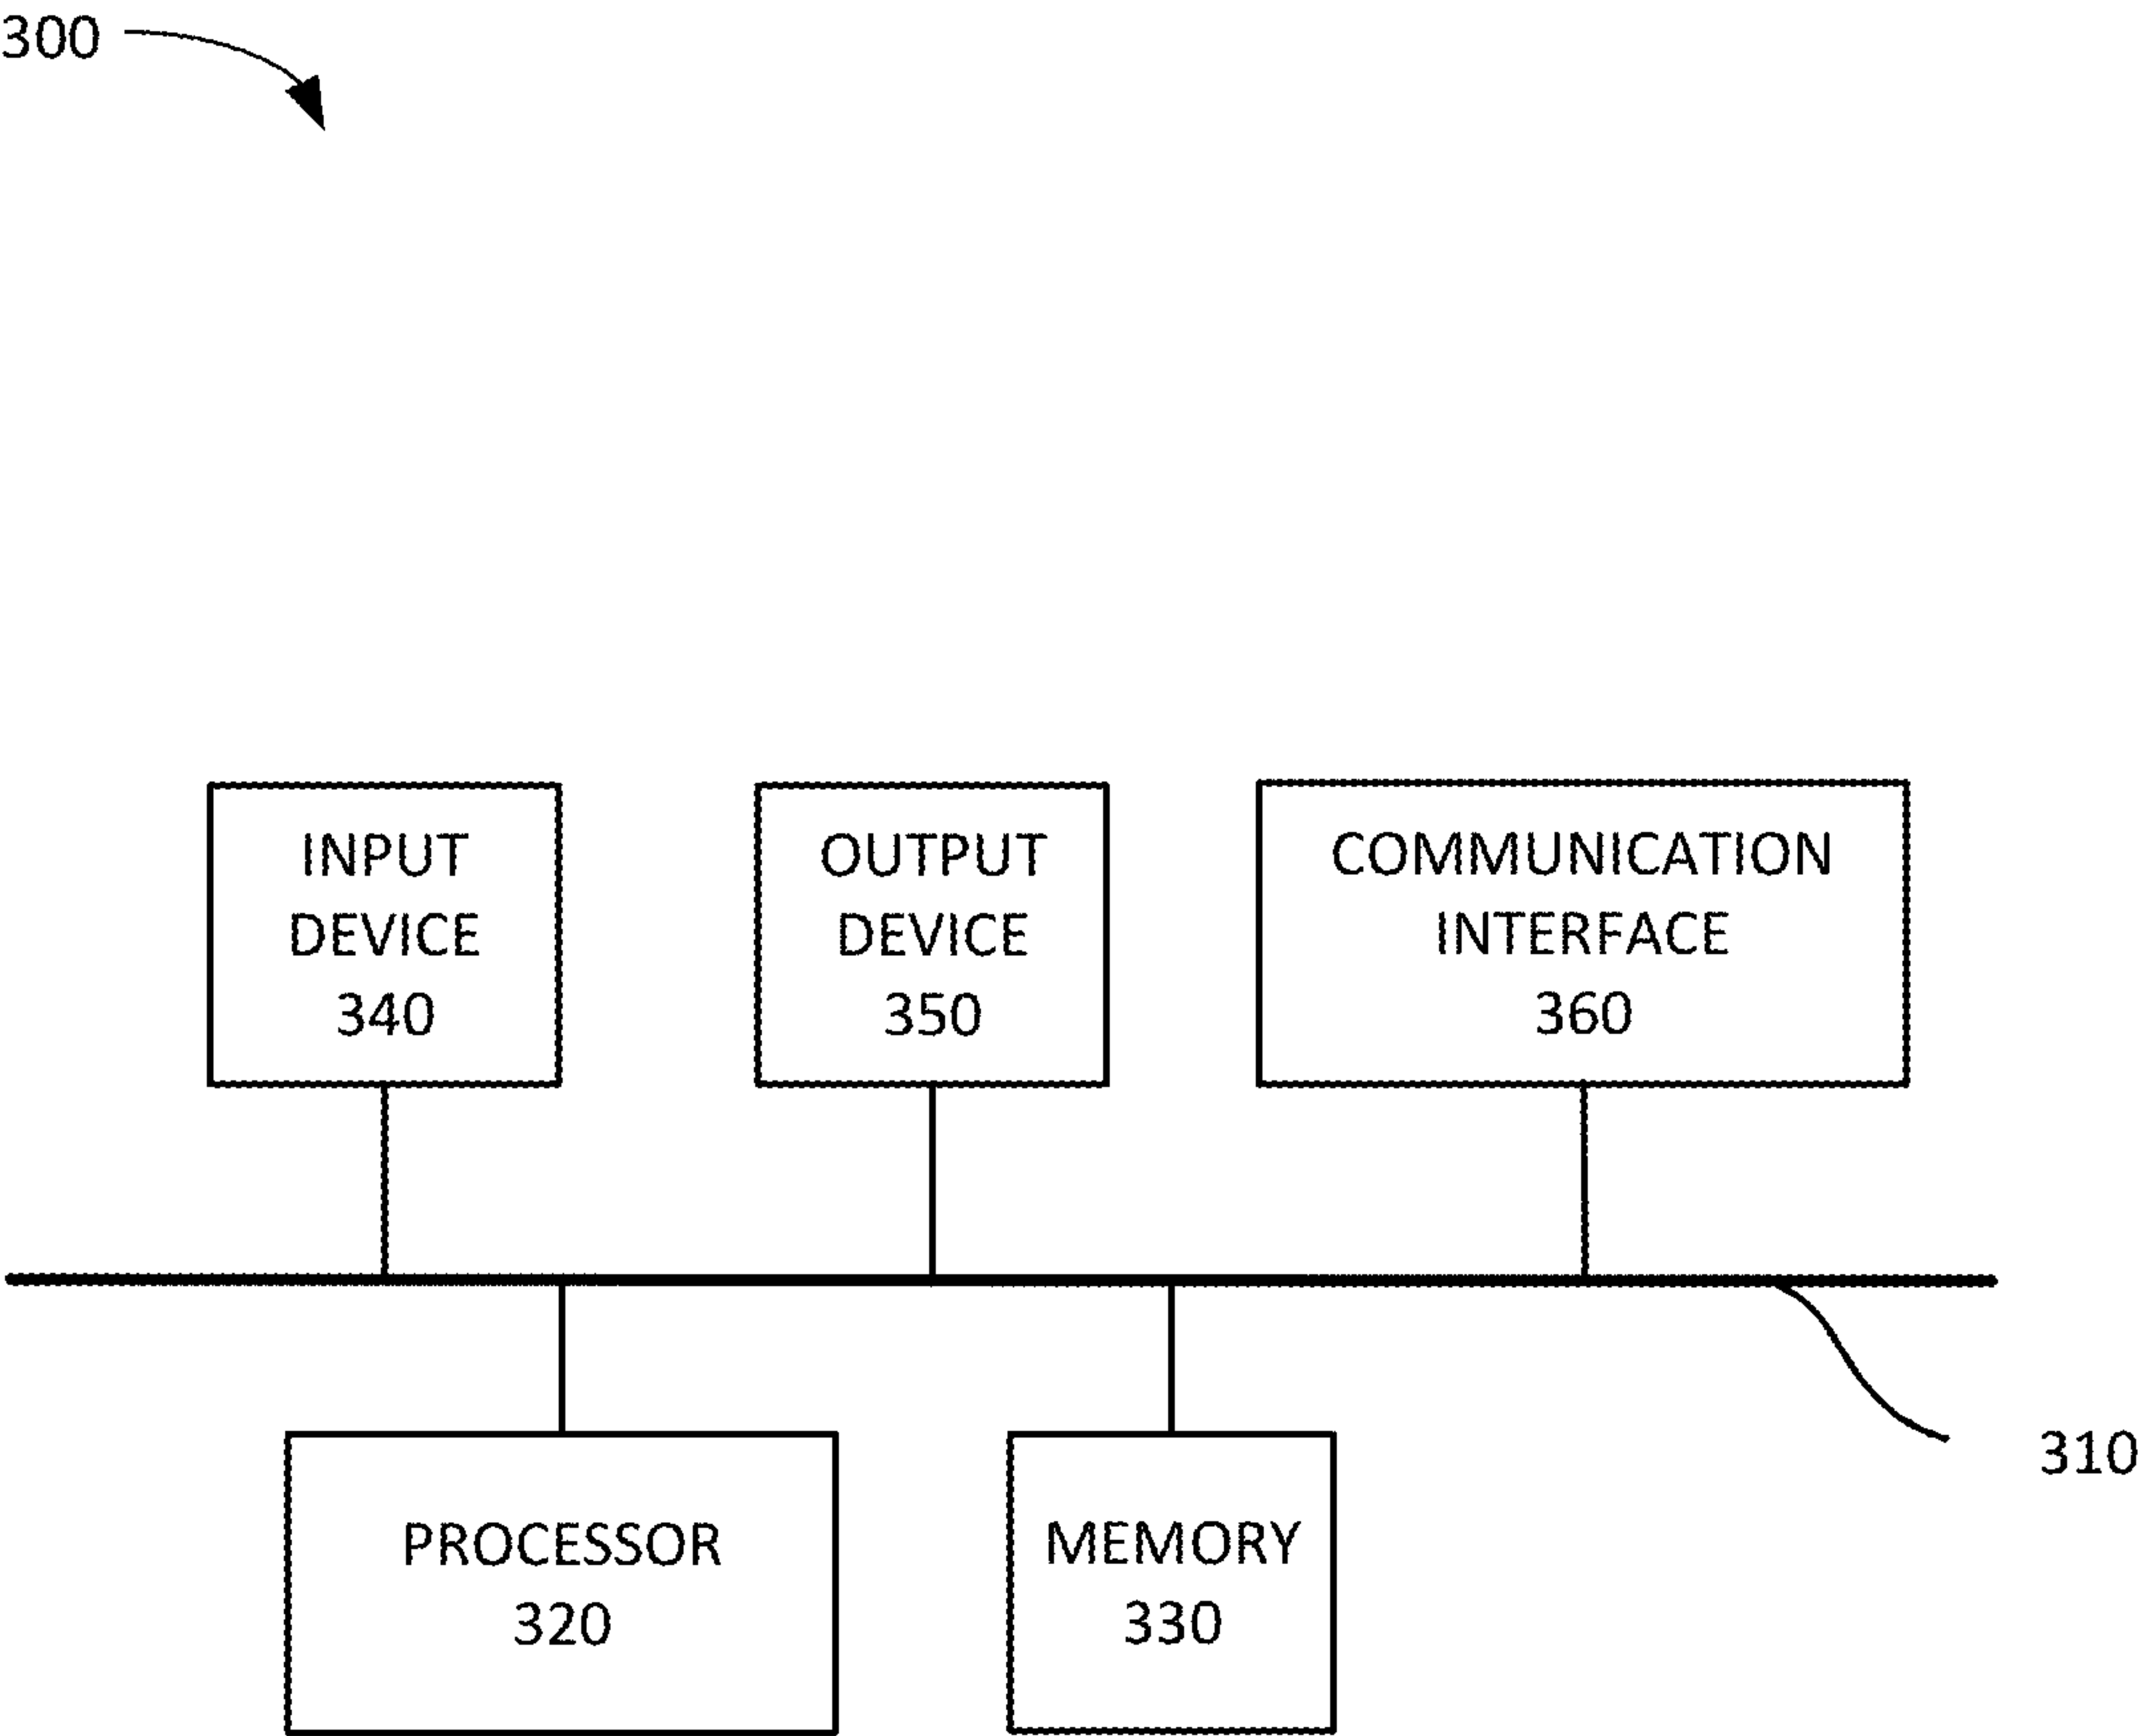 300
INPUT
DEVICE
340
OUTPUT
DEVICE
350
COMMUNICATION
INTERFACE
360
310
PROCESSOR
320
MEMORY
330